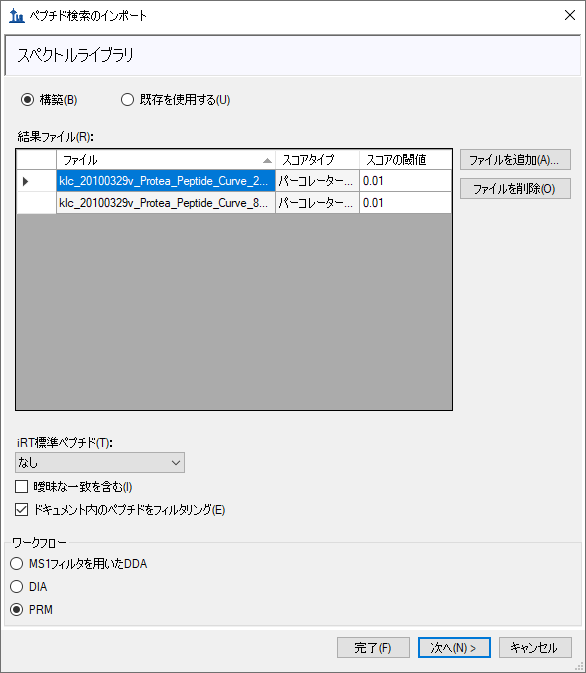 ペプチド検索のインポート
スペクトルライブラリ
構築(B) 既存を使用する(U)
結果ファイル(R):
ファイル スコアタイプ スコアの閾値
klc_20100329v_Protea_Peptide_Curve_2... パーコレーター... 0.01
klc_20100329v_Protea_Peptide_Curve_8... パーコレーター... 0.01
ファイルを追加(A)...
ファイルを削除(O)
iRT標準ペプチド(T):
なし
曖昧な一致を含む(I)
ドキュメント内のペプチドをフィルタリング(E)
ワークフロー
MS1フィルタを用いたDDA
DIA
PRM
完了(F) 次へ(N) > キャンセル